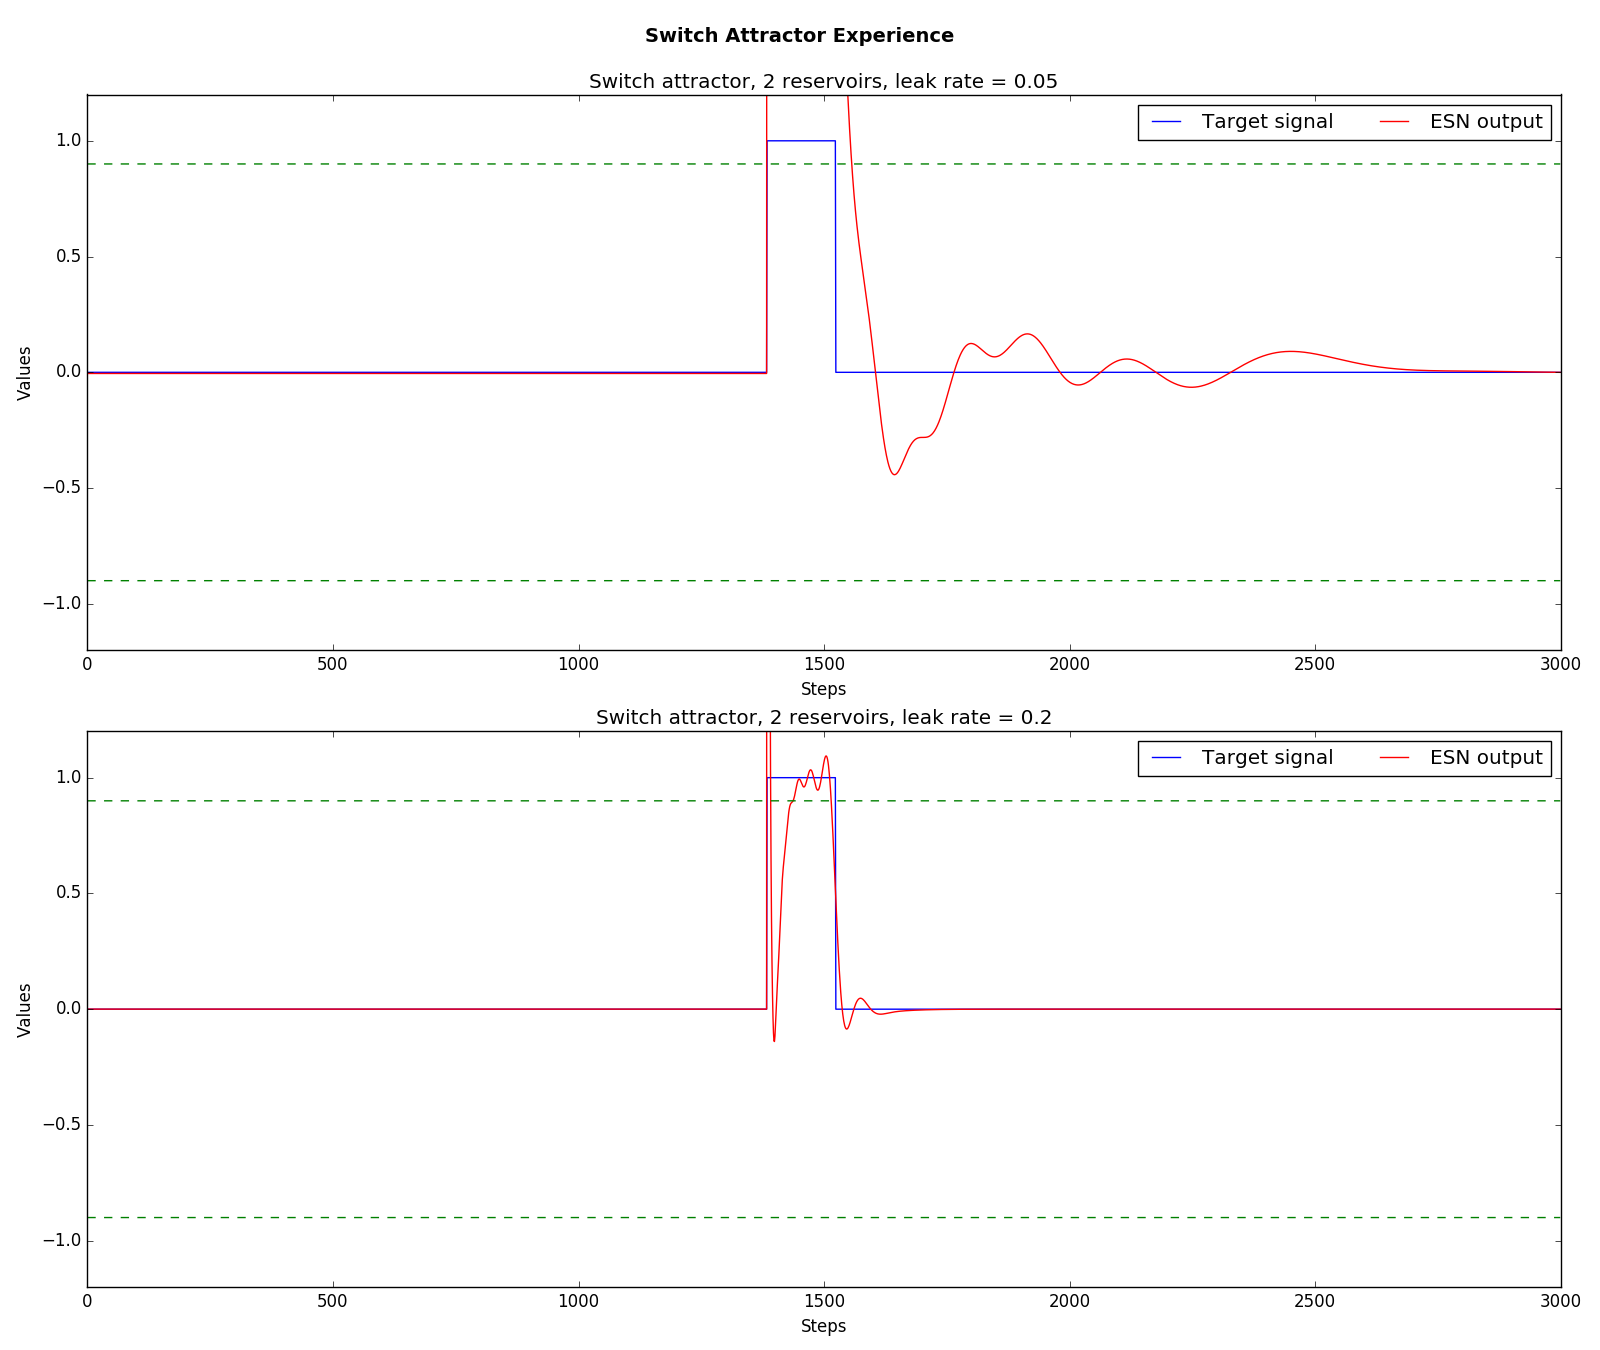 Switch Attractor Experience
Switch attractor, 2 reservoirs, leak rate = 0.05
Target signal ESN output
1.0
0.5
0.0
−0.5
−1.0
Values
0 500 1000 1500 2000 2500 3000
Steps
Switch attractor, 2 reservoirs, leak rate = 0.2
Target signal ESN output
1.0
0.5
0.0
−0.5
−1.0
Values
0 500 1000 1500 2000 2500 3000
Steps